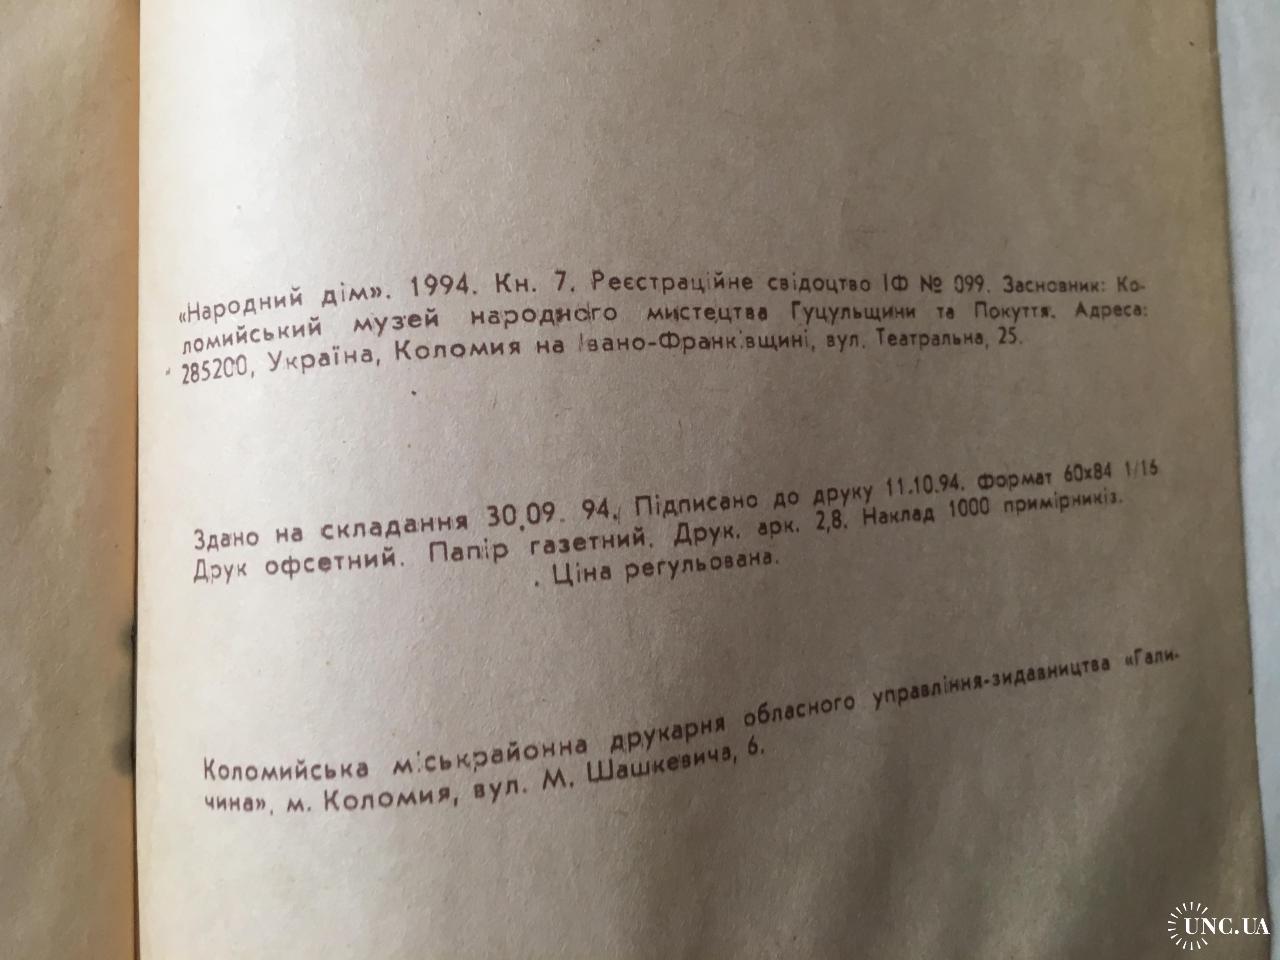 «Народний дім». 1994. Кн. 7. Реєстраційне свідоцтво ІФ № 099. Засновник: Ко-
ломийський музей народного мистецтва Гуцульщини та Покуття. Адреса:
285200, Україна, Коломия на Івано-Франківщині, вул. Театральна, 25.
Здано на складання 30.09. 94. Підписано до друку 11.10.94. Формат 60x84 1/16
Друк офсетний. Папір газетний. Друк. арк. 2,8. Наклад 1000 примірникіз.
. Ціна регульована.
Коломийська міськрайонна друкарня обласного управління-зидавництва «Гали-
чина», м. Коломия, вул. М. Шашкевича, 6.
UNC.UA